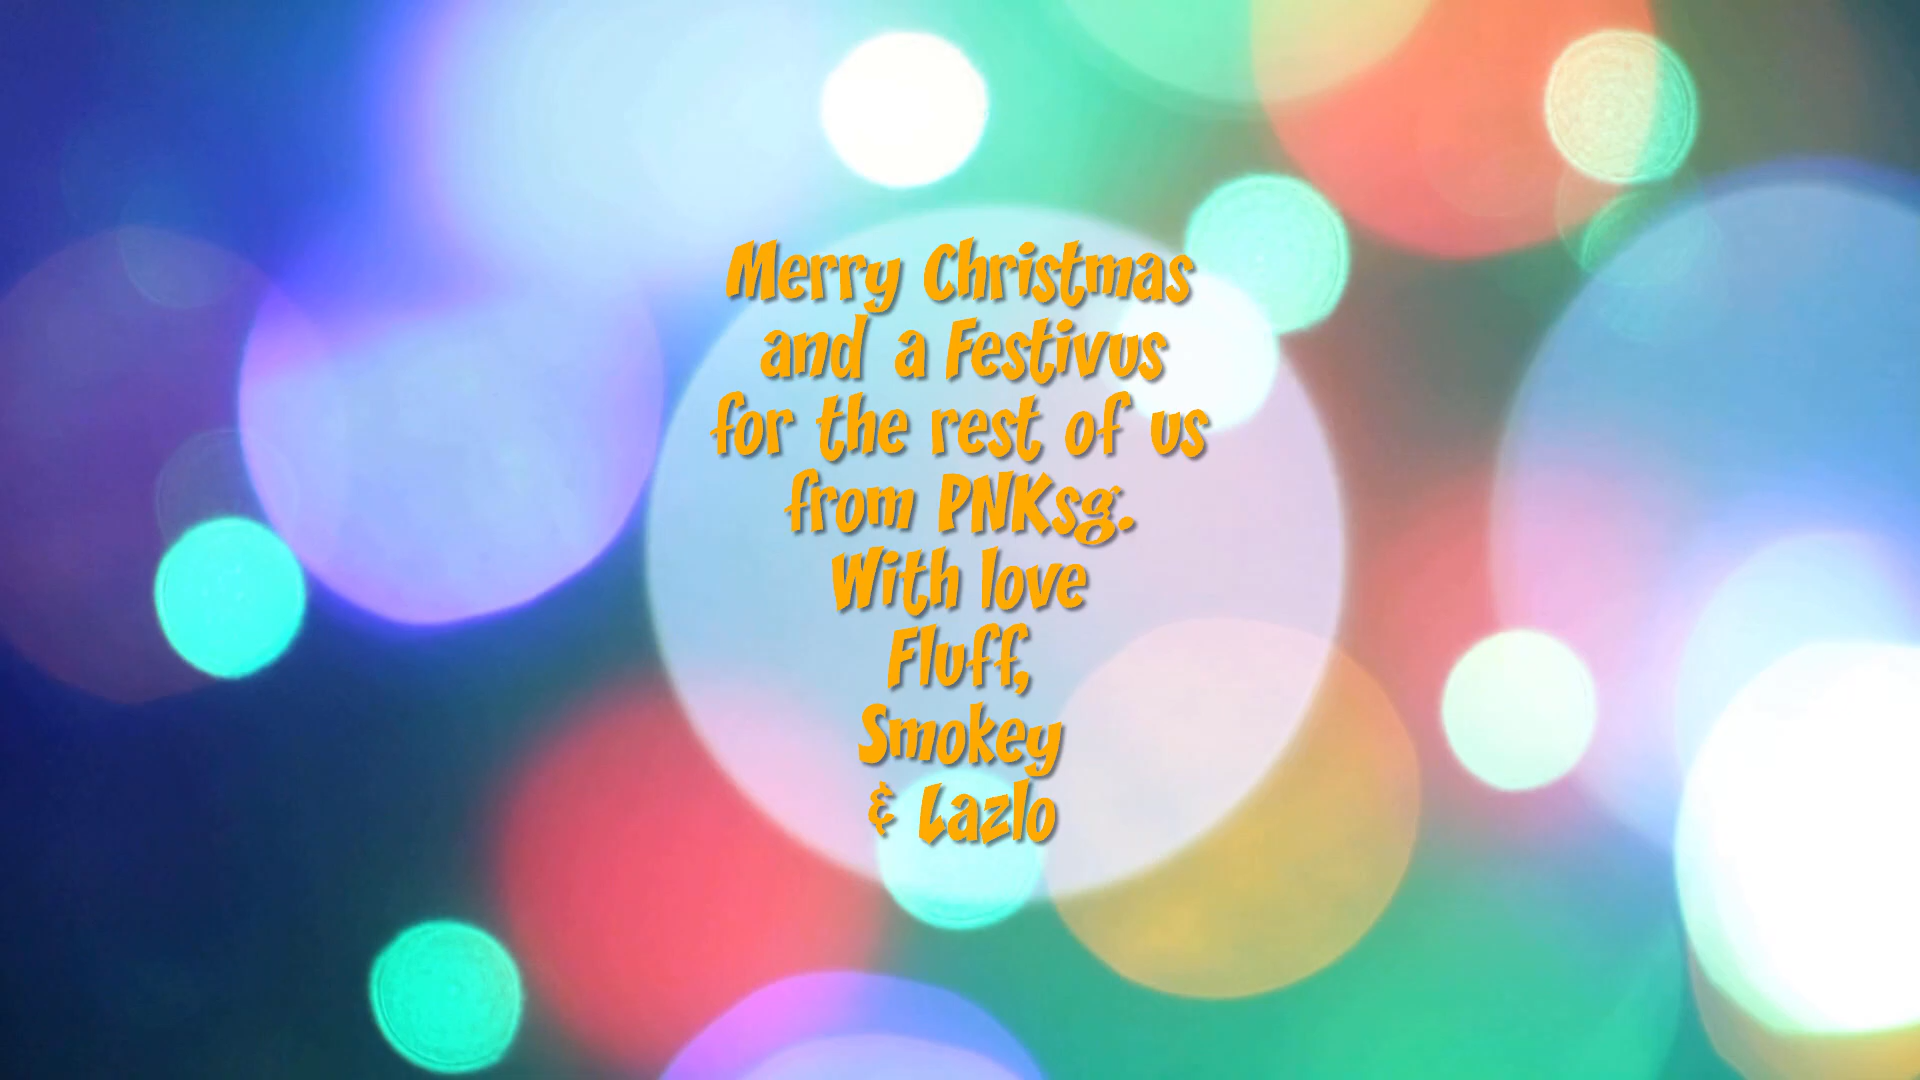 Merry Christmas
and a Festivus
for the rest of us
from PNKsg.
With love
Fluff,
Smokey
& Lazlo